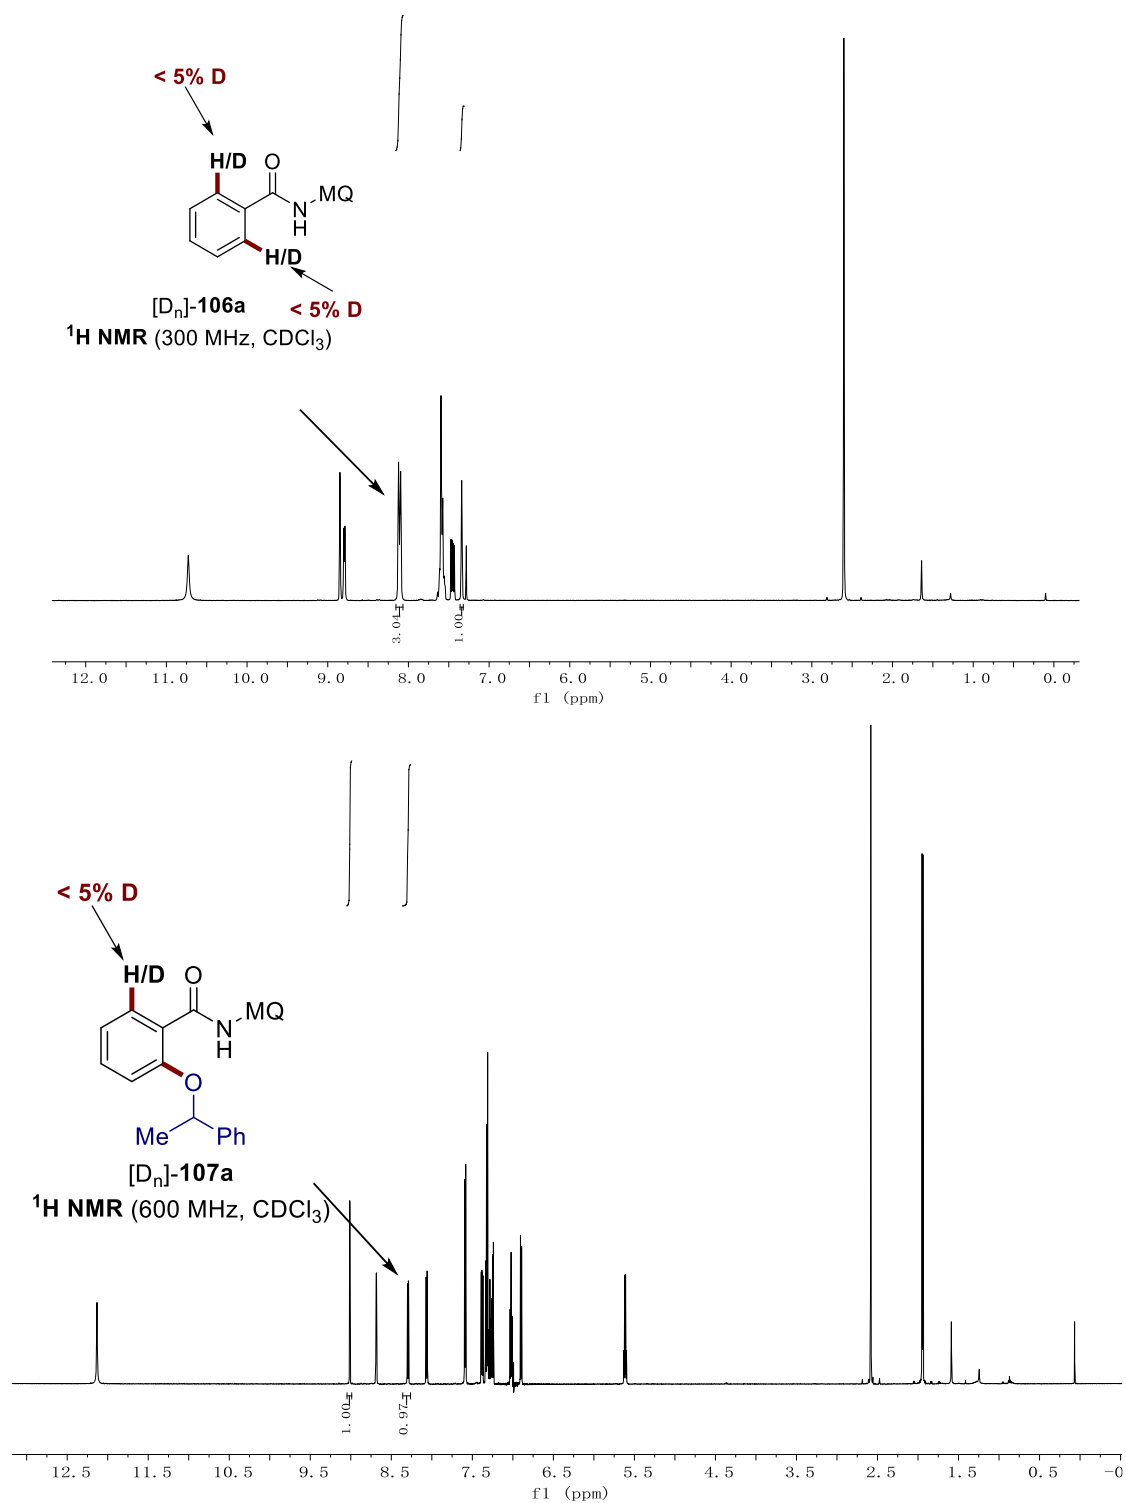 < 5% D
H/D
O
MQ
N
H
H/D
[Dn]-106a
< 5% D
1H NMR (300 MHz, CDCl3)
3.04
1.00
12.0 11.0 10.0 9.0 8.0 7.0 6.0 5.0 4.0 3.0 2.0 1.0 0.0
f1 (ppm)
< 5% D
H/D
O
MQ
N
H
O
Me
Ph
[Dn]-107a
1H NMR (600 MHz, CDCl3)
1.00
0.97
12.5 11.5 10.5 9.5 8.5 7.5 6.5 5.5 4.5 3.5 2.5 1.5 0.5 -0
f1 (ppm)